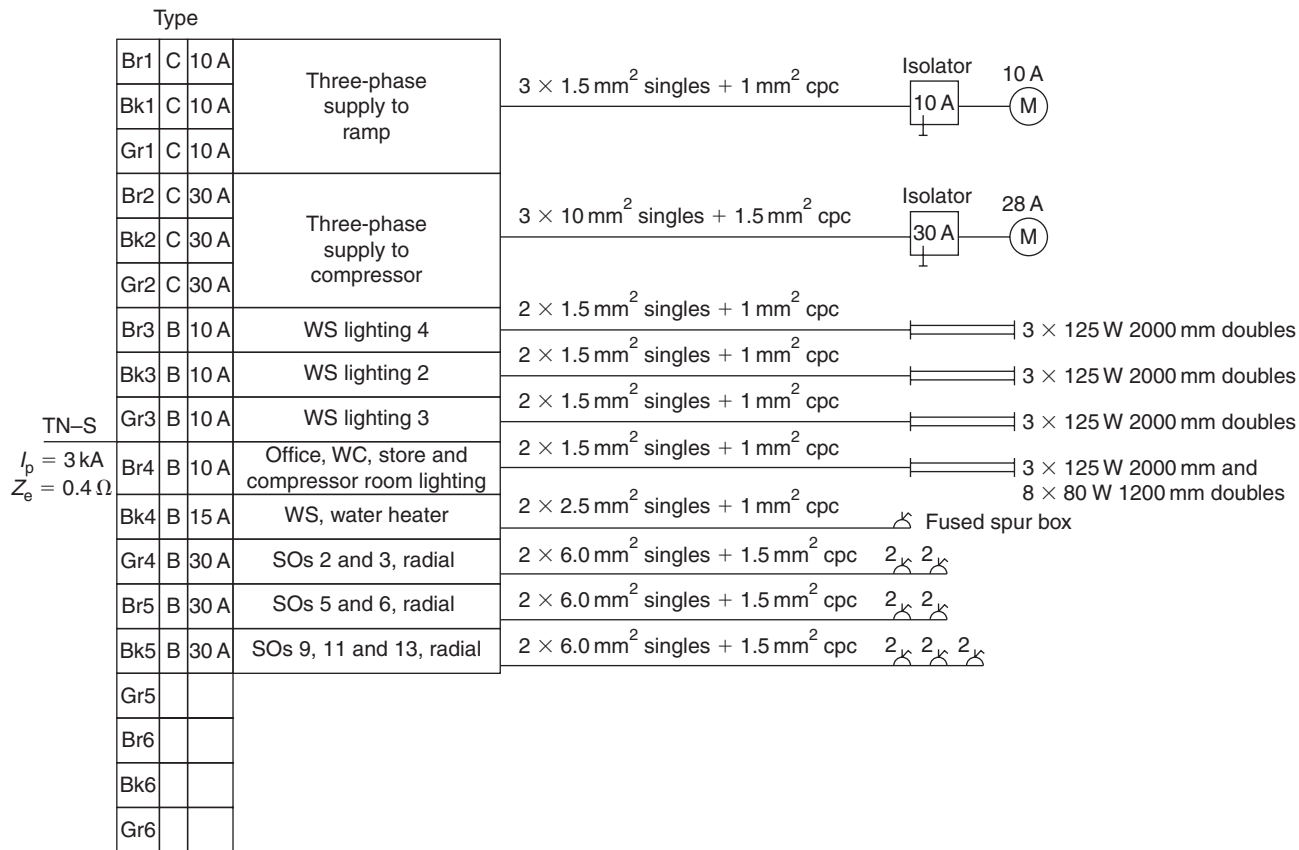 Type
Br1 C 10 A
Bk1 C 10 A
Gr1 C 10 A
Three-phase
supply to
ramp
3 × 1.5 mm² singles + 1 mm² cpc
Isolator
10 A
10 A
M
Br2 C 30 A
Bk2 C 30 A
Gr2 C 30 A
Three-phase
supply to
compressor
3 × 10 mm² singles + 1.5 mm² cpc
Isolator
30 A
28 A
M
Br3 B 10 A WS lighting 4
2 × 1.5 mm² singles + 1 mm² cpc
3 × 125 W 2000 mm doubles
Bk3 B 10 A WS lighting 2
2 × 1.5 mm² singles + 1 mm² cpc
3 × 125 W 2000 mm doubles
Gr3 B 10 A WS lighting 3
2 × 1.5 mm² singles + 1 mm² cpc
3 × 125 W 2000 mm doubles
TN–S
Iₚ = 3 kA
Zₑ = 0.4 Ω
Br4 B 10 A
Office, WC, store and
compressor room lighting
2 × 1.5 mm² singles + 1 mm² cpc
3 × 125 W 2000 mm and
8 × 80 W 1200 mm doubles
Bk4 B 15 A WS, water heater
2 × 2.5 mm² singles + 1 mm² cpc
Fused spur box
Gr4 B 30 A SOs 2 and 3, radial
2 × 6.0 mm² singles + 1.5 mm² cpc
2 2
Br5 B 30 A SOs 5 and 6, radial
2 × 6.0 mm² singles + 1.5 mm² cpc
2 2
Bk5 B 30 A SOs 9, 11 and 13, radial
2 × 6.0 mm² singles + 1.5 mm² cpc
2 2 2
Gr5
Br6
Bk6
Gr6